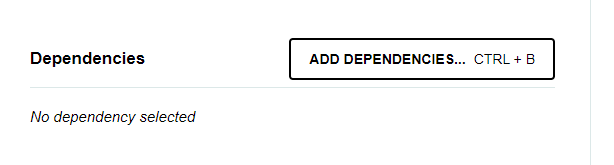 Dependencies
ADD DEPENDENCIES... CTRL + B
No dependency selected